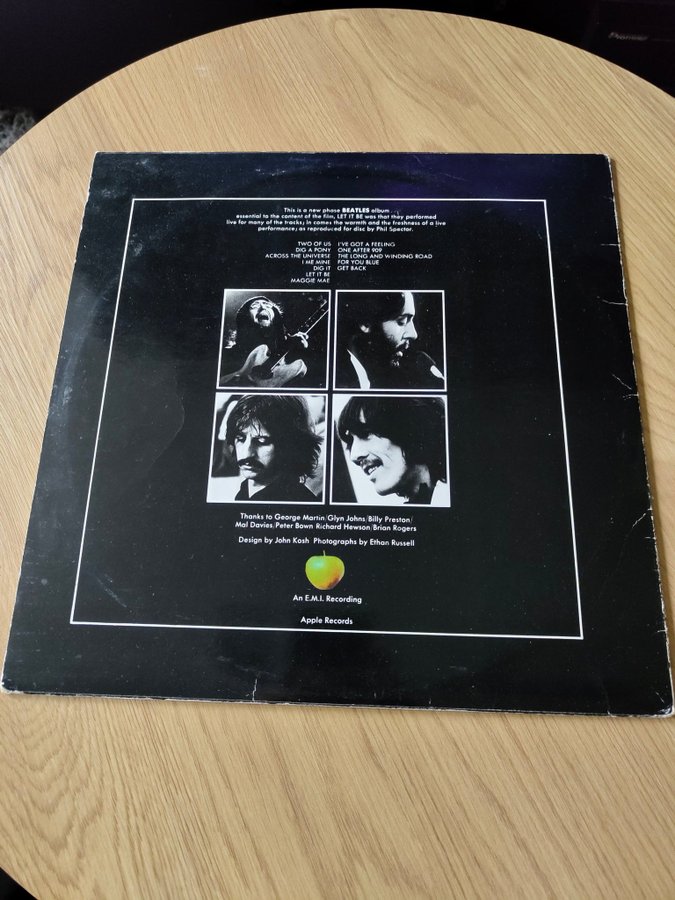 Pioneer
This is a new phase BEATLES album . . .
essential to the content of the film, LET IT BE was that they performed
live for many of the tracks; in comes the warmth and the freshness of a live
performance; as reproduced for disc by Phil Spector.
TWO OF US I'VE GOT A FEELING
DIG A PONY ONE AFTER 909
ACROSS THE UNIVERSE THE LONG AND WINDING ROAD
I ME MINE FOR YOU BLUE
DIG IT GET BACK
LET IT BE
MAGGIE MAE
Thanks to George Martin/Glyn Johns/Billy Preston/
Mal Davies/Peter Bown Richard Hewson/Brian Rogers
Design by John Kosh Photographs by Ethan Russell
An E.M.I. Recording
Apple Records